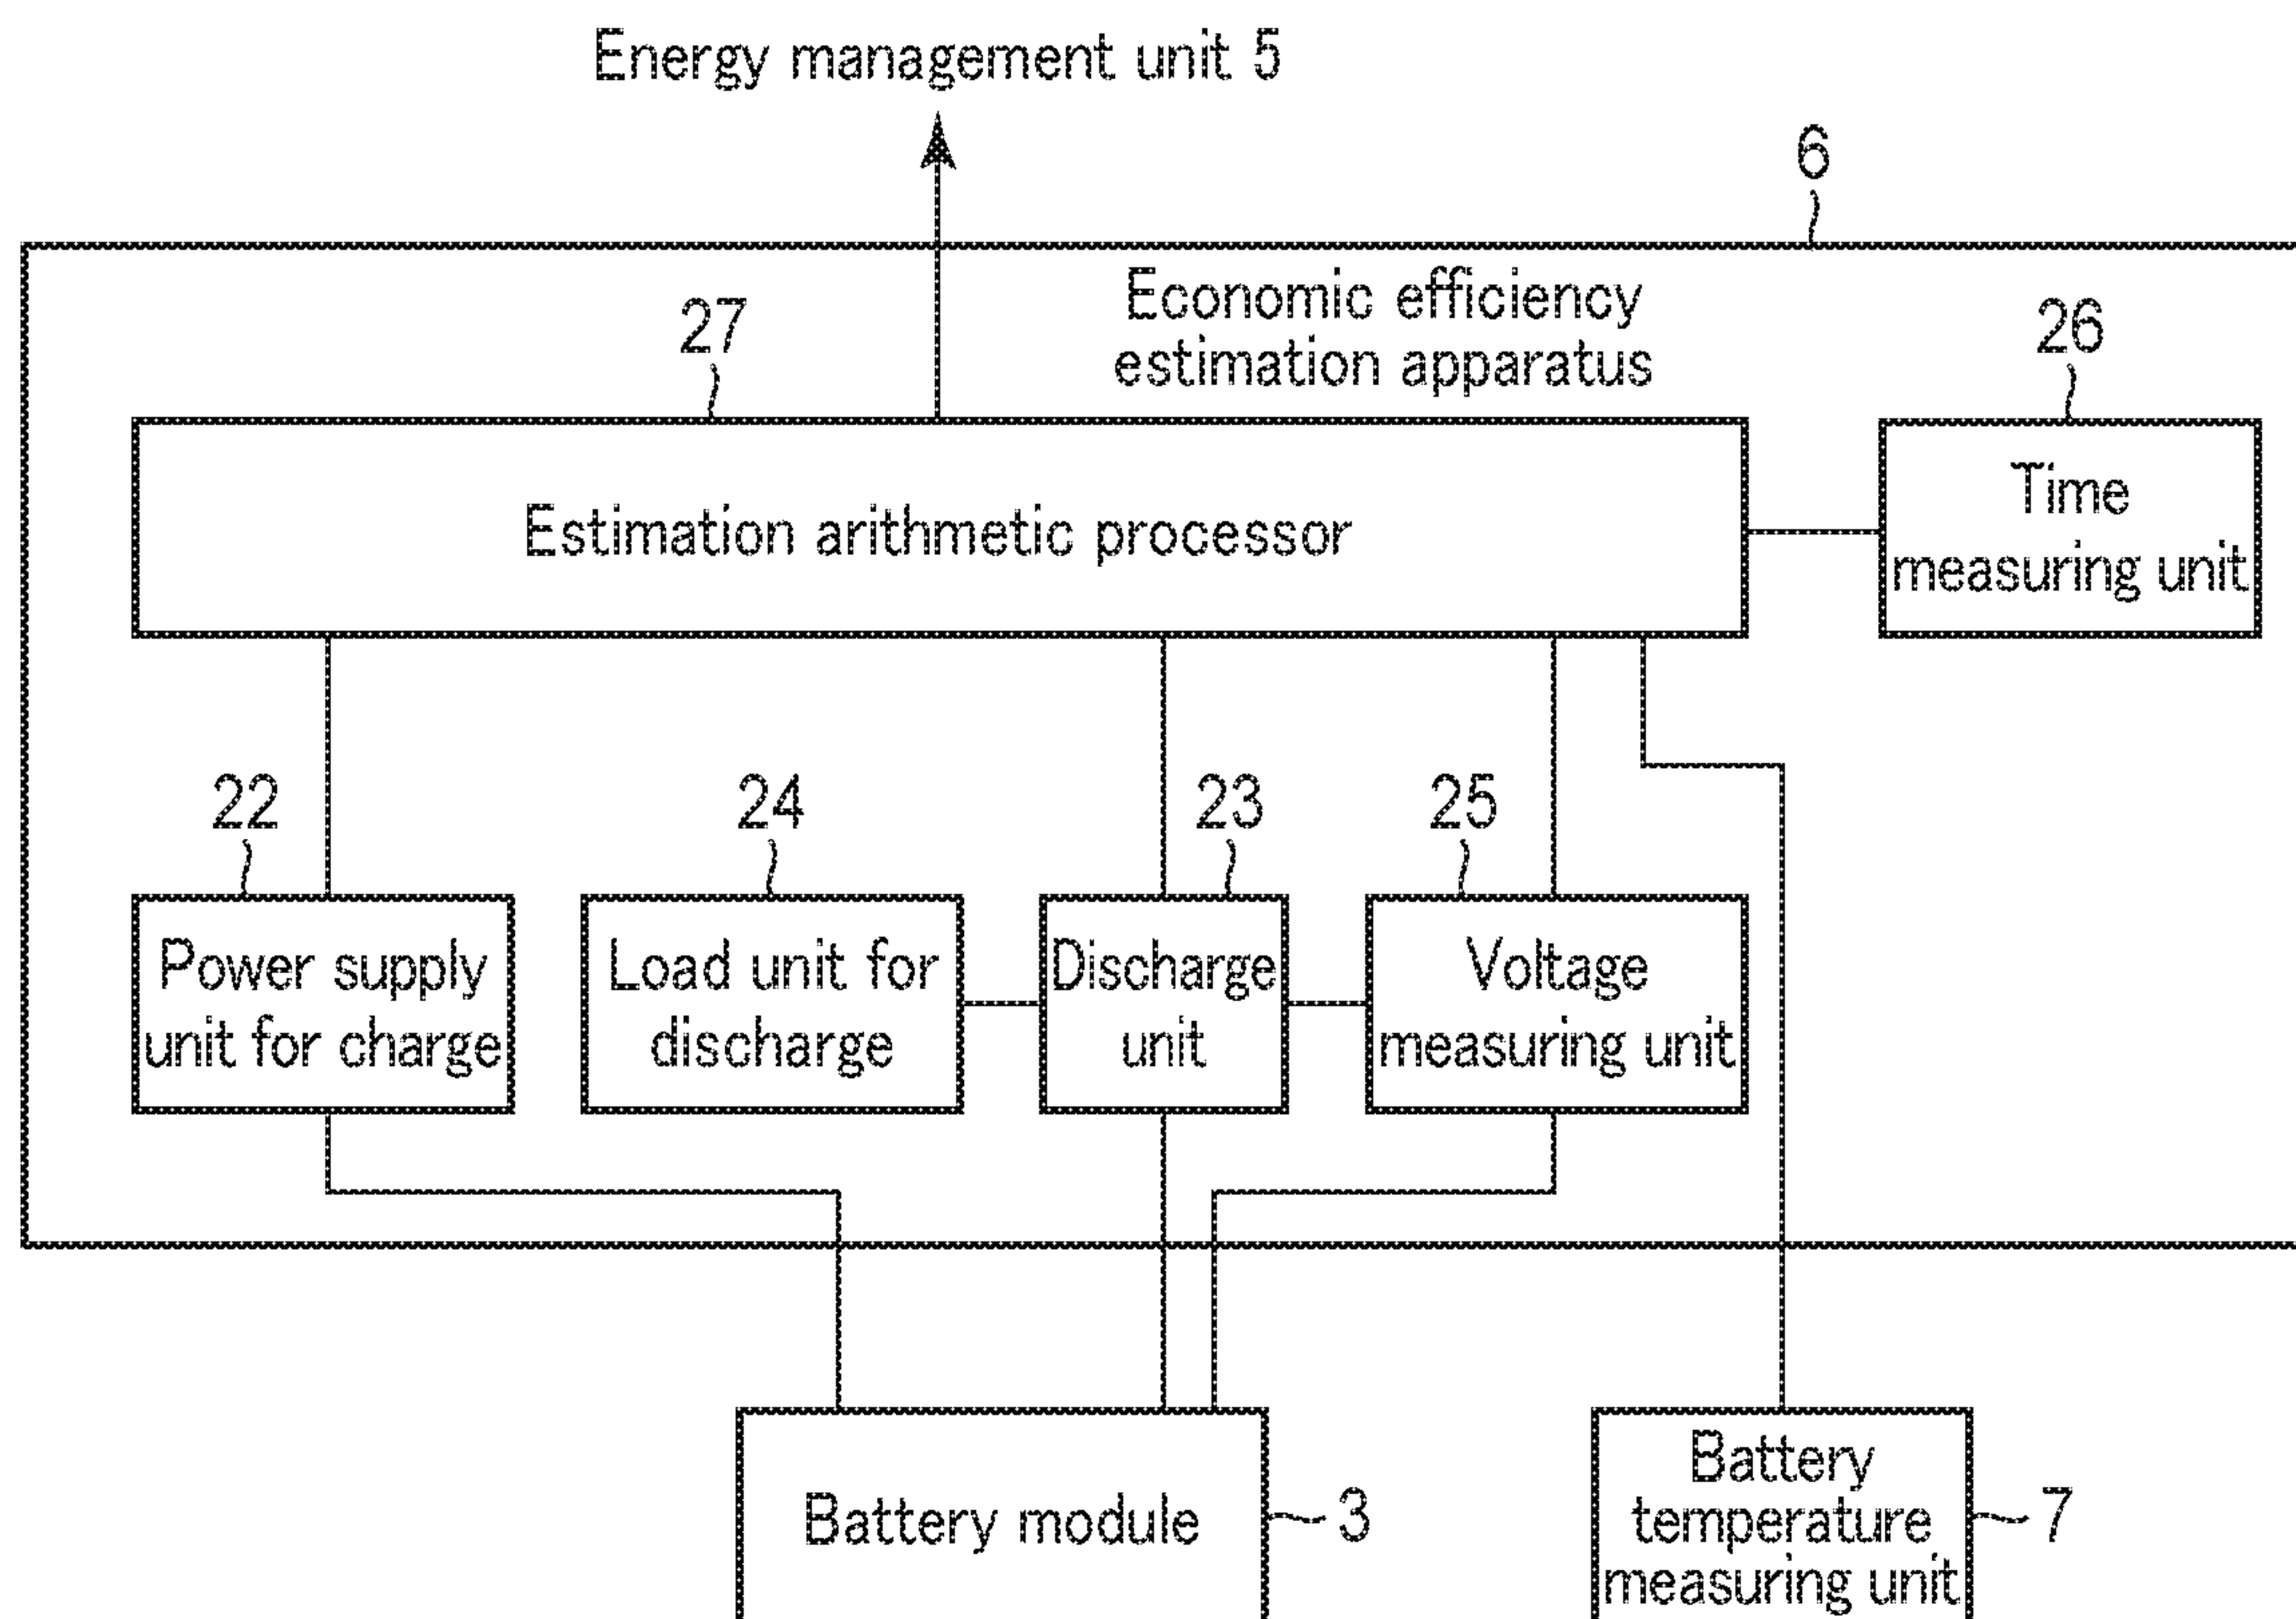 Energy management unit 5
6
Economic efficiency
estimation apparatus
27
26
Estimation arithmetic processor
Time
measuring unit
22
24
23
25
Power supply
unit for charge
Load unit for
discharge
Discharge
unit
Voltage
measuring unit
Battery module
3
Battery
temperature
measuring unit
7